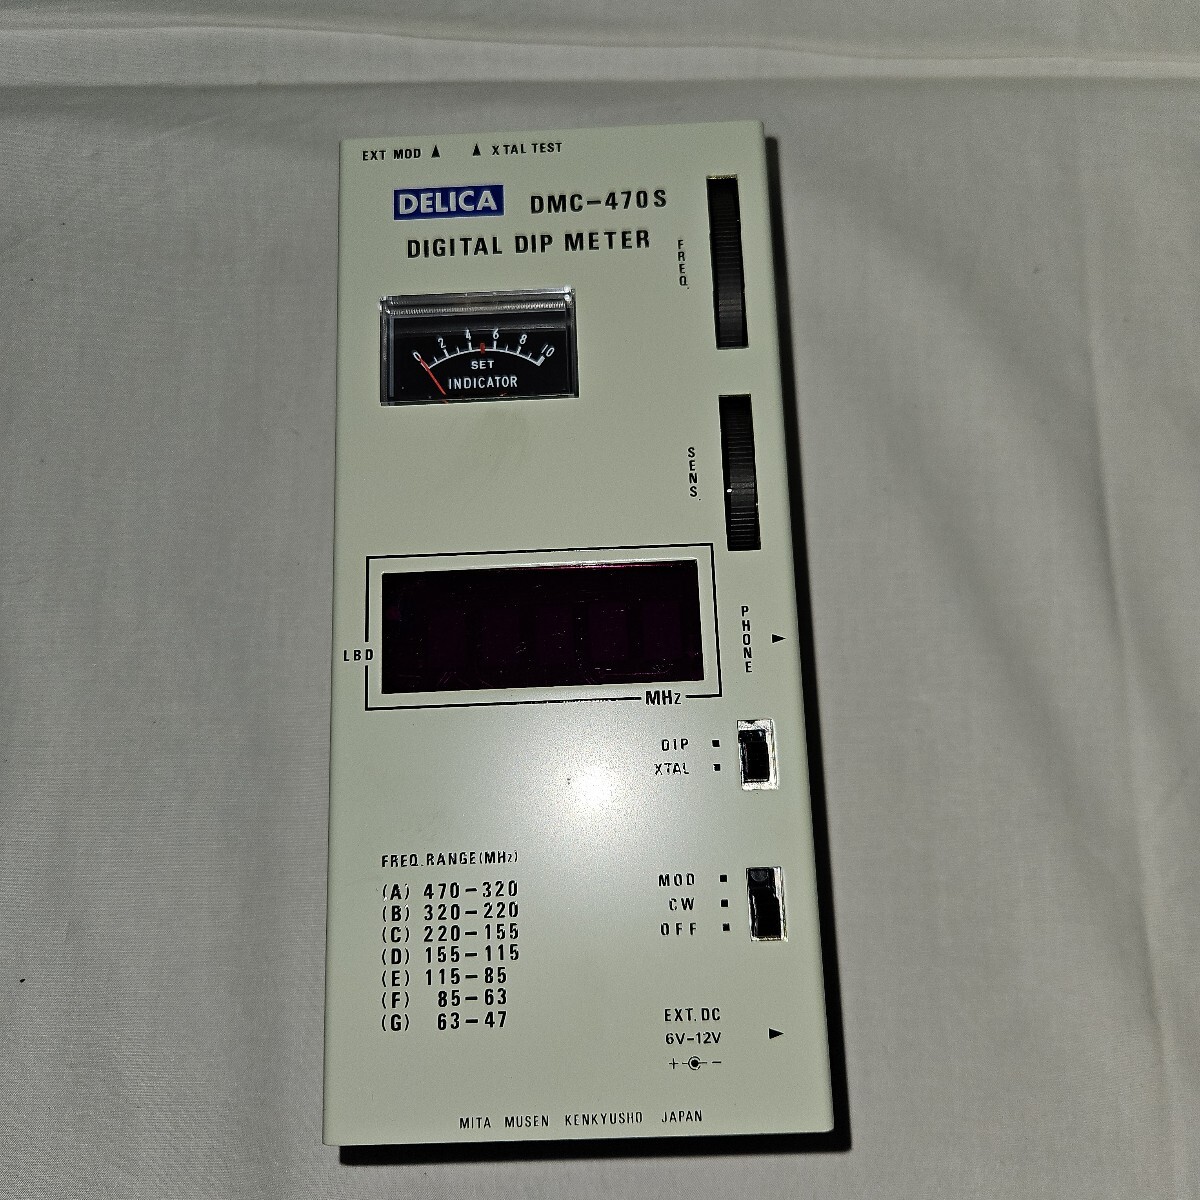 EXT MOD ▲ ▲ XTAL TEST
DELICA DMC-470S
DIGITAL DIP METER
FREQ.
0 2 4 6 8 10
SET
INDICATOR
SENS.
LBD
PHONE ▶
MHz
DIP ■
XTAL ■
FREQ. RANGE (MHz)
(A) 470-320
(B) 320-220
(C) 220-155
(D) 155-115
(E) 115-85
(F) 85-63
(G) 63-47
MOD ■
CW ■
OFF ■
EXT. DC ▶
6V-12V
+ -
MITA MUSEN KENKYUSHO JAPAN